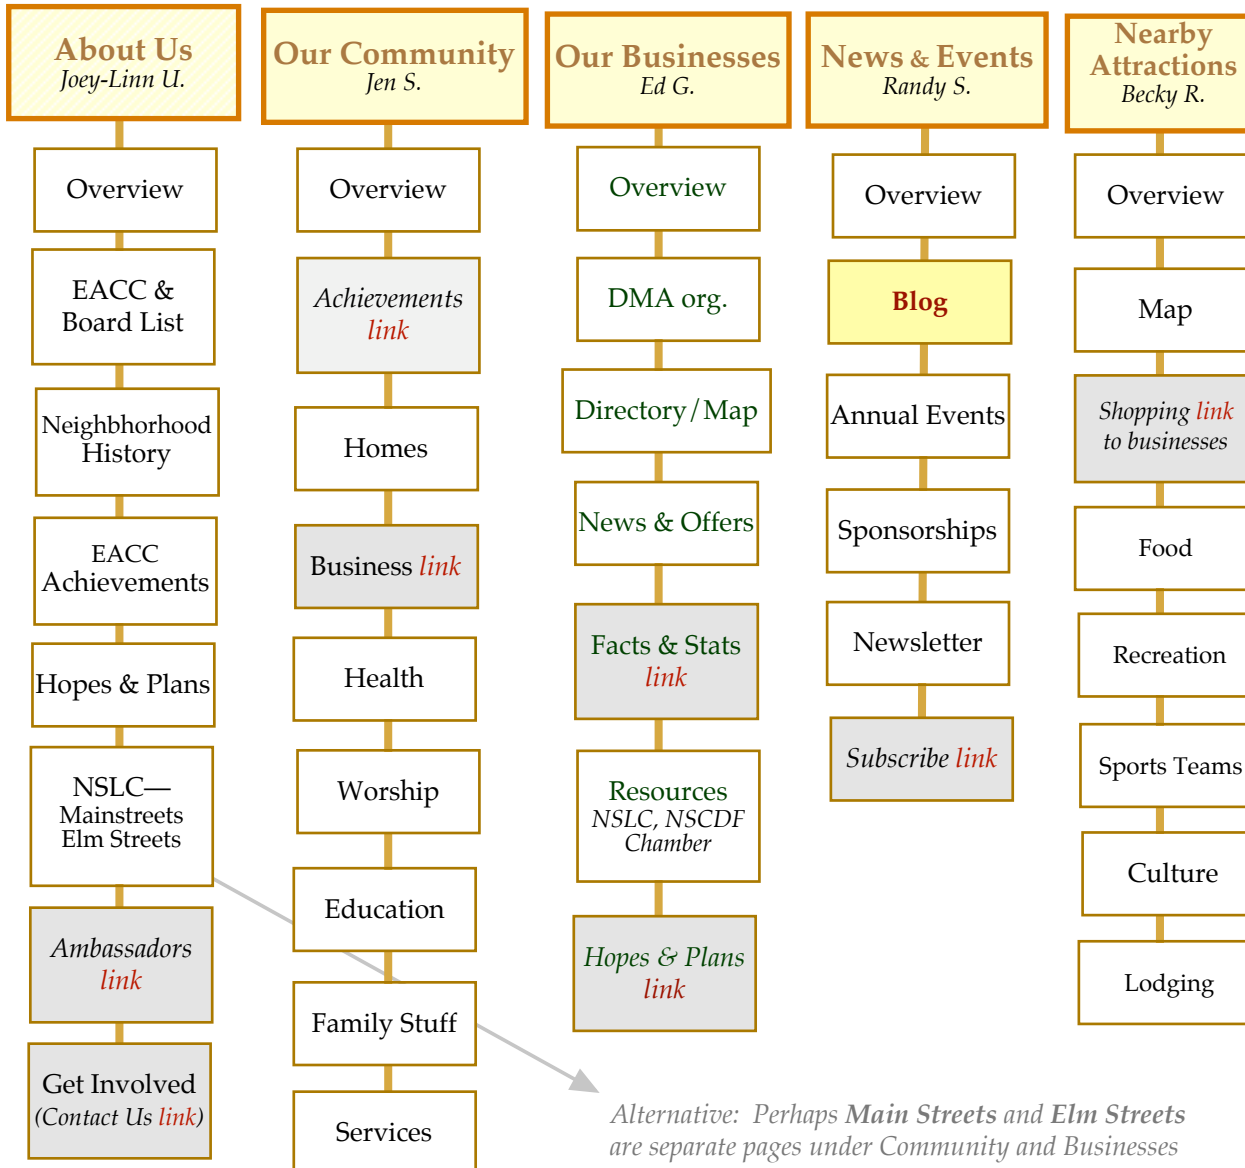 About Us
Joey-Linn U.
Overview
EACC &
Board List
Neighbhorhood
History
EACC
Achievements
Hopes & Plans
NSLC—
Mainstreets
Elm Streets
Ambassadors
link
Get Involved
(Contact Us link)
Our Community
Jen S.
Overview
Achievements
link
Homes
Business link
Health
Worship
Education
Family Stuff
Services
Our Businesses
Ed G.
Overview
DMA org.
Directory/Map
News & Offers
Facts & Stats
link
Resources
NSLC, NSCDF
Chamber
Hopes & Plans
link
News & Events
Randy S.
Overview
Blog
Annual Events
Sponsorships
Newsletter
Subscribe link
Nearby
Attractions
Becky R.
Overview
Map
Shopping link
to businesses
Food
Recreation
Sports Teams
Culture
Lodging
Alternative: Perhaps Main Streets and Elm Streets
are separate pages under Community and Businesses